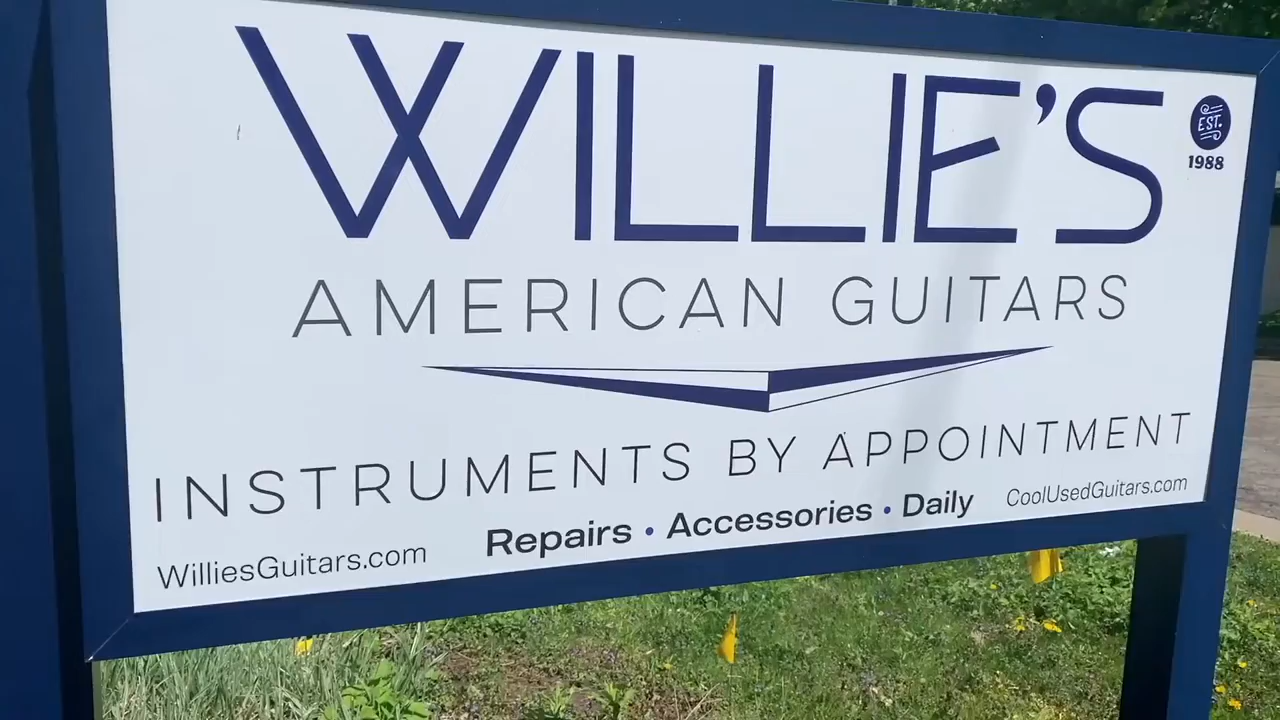 WILLIE'S
EST.
1988
AMERICAN GUITARS
INSTRUMENTS BY APPOINTMENT
WilliesGuitars.com
Repairs • Accessories • Daily
CoolUsedGuitars.com